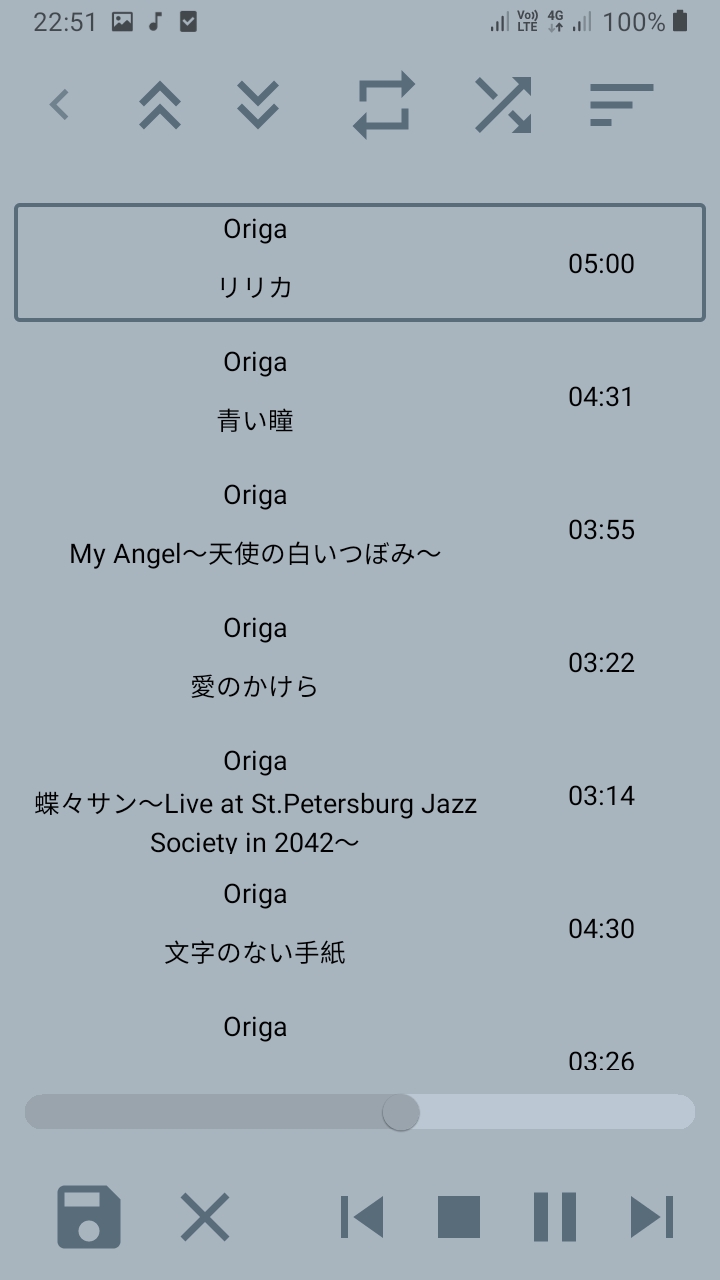 22:51 Vo)) LTE 4G 100%
Origa
リリカ
05:00
Origa
青い瞳
04:31
Origa
My Angel〜天使の白いつぼみ〜
03:55
Origa
愛のかけら
03:22
Origa
蝶々サン〜Live at St.Petersburg Jazz
Society in 2042〜
03:14
Origa
文字のない手紙
04:30
Origa
03:26